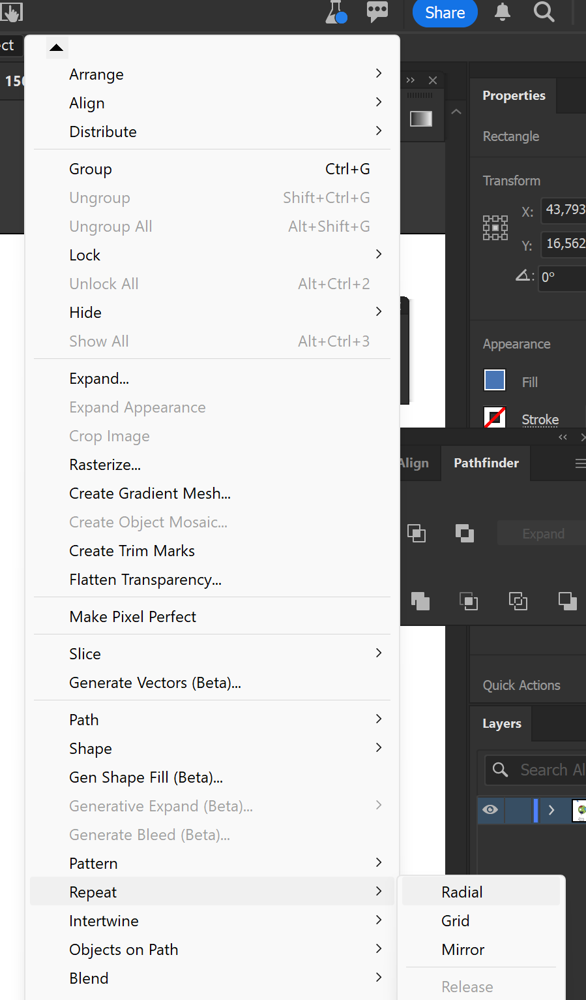 Share
ct
150
Arrange
Align
Distribute
Group Ctrl+G
Ungroup Shift+Ctrl+G
Ungroup All Alt+Shift+G
Lock
Unlock All Alt+Ctrl+2
Hide
Show All Alt+Ctrl+3
Expand...
Expand Appearance
Crop Image
Rasterize...
Create Gradient Mesh...
Create Object Mosaic...
Create Trim Marks
Flatten Transparency...
Make Pixel Perfect
Slice
Generate Vectors (Beta)...
Path
Shape
Gen Shape Fill (Beta)...
Generative Expand (Beta)...
Generate Bleed (Beta)...
Pattern
Repeat
Intertwine
Objects on Path
Blend
Radial
Grid
Mirror
Release
Properties
Rectangle
Transform
X: 43,793
Y: 16,562
: 0°
Appearance
Fill
Stroke
Align Pathfinder
Expand
Quick Actions
Layers
Search Al